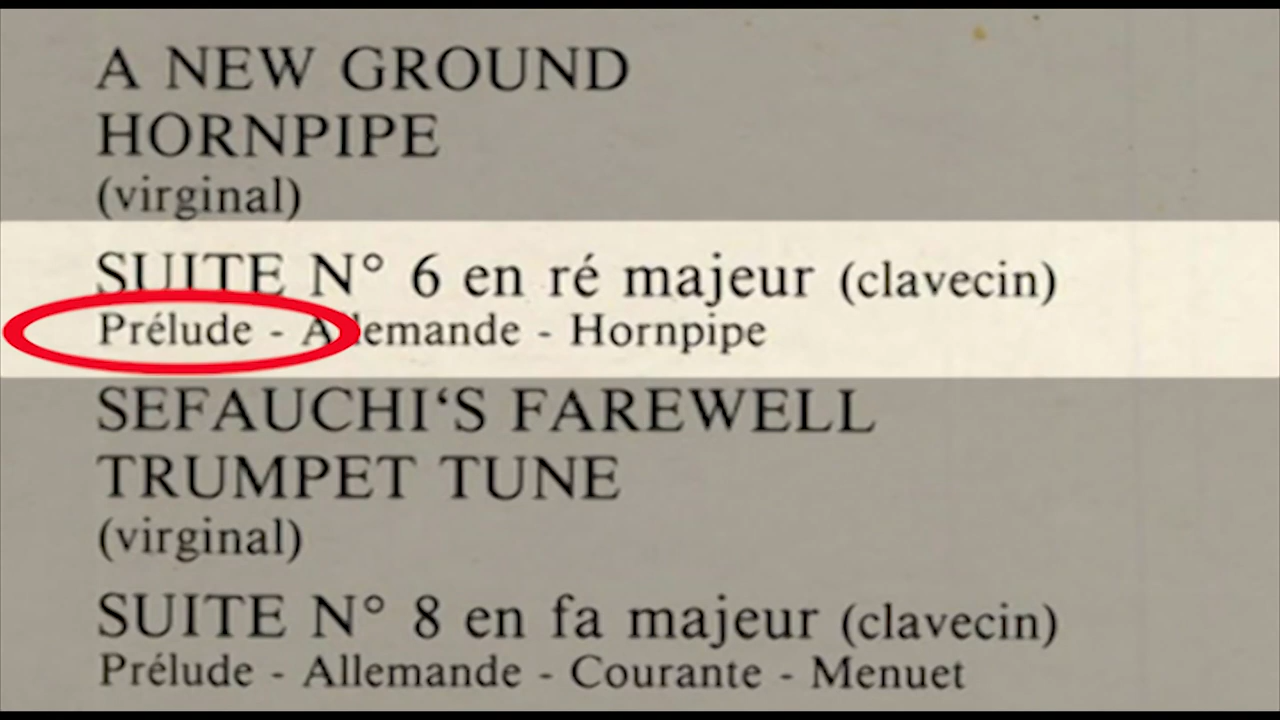 A NEW GROUND
HORNPIPE
(virginal)
SUITE N° 6 en ré majeur (clavecin)
Prélude - Allemande - Hornpipe
SEFAUCHI‘S FAREWELL
TRUMPET TUNE
(virginal)
SUITE N° 8 en fa majeur (clavecin)
Prélude - Allemande - Courante - Menuet